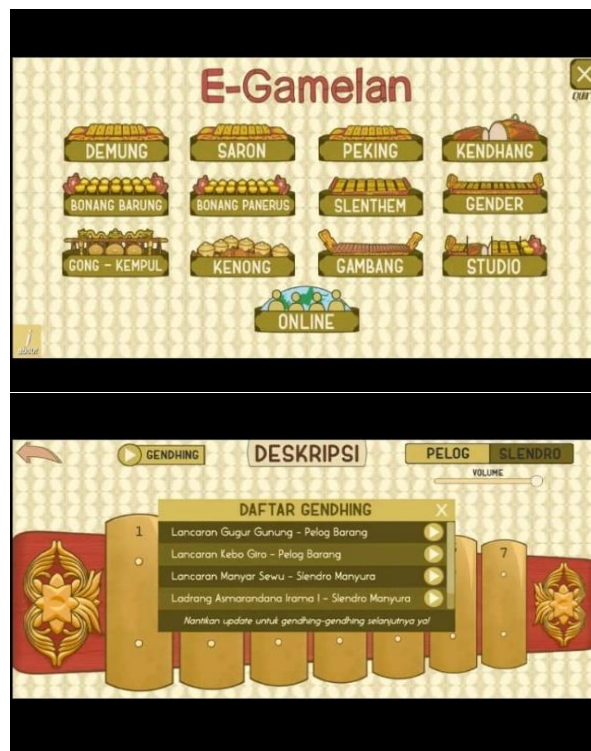 E-Gamelan
QUIT
DEMUNG
SARON
PEKING
KENDHANG
BONANG BARUNG
BONANG PANERUS
SLENTHEM
GENDER
GONG - KEMPUL
KENONG
GAMBANG
STUDIO
ONLINE
i
about
GENDHING
DESKRIPSI
PELOG
SLENDRO
VOLUME
DAFTAR GENDHING
X
1
Lancaran Gugur Gunung - Pelog Barang
Lancaran Kebo Giro - Pelog Barang
7
Lancaran Manyar Sewu - Slendro Manyura
Ladrang Asmarandana Irama I - Slendro Manyura
Nantikan update untuk gendhing-gendhing selanjutnya ya!